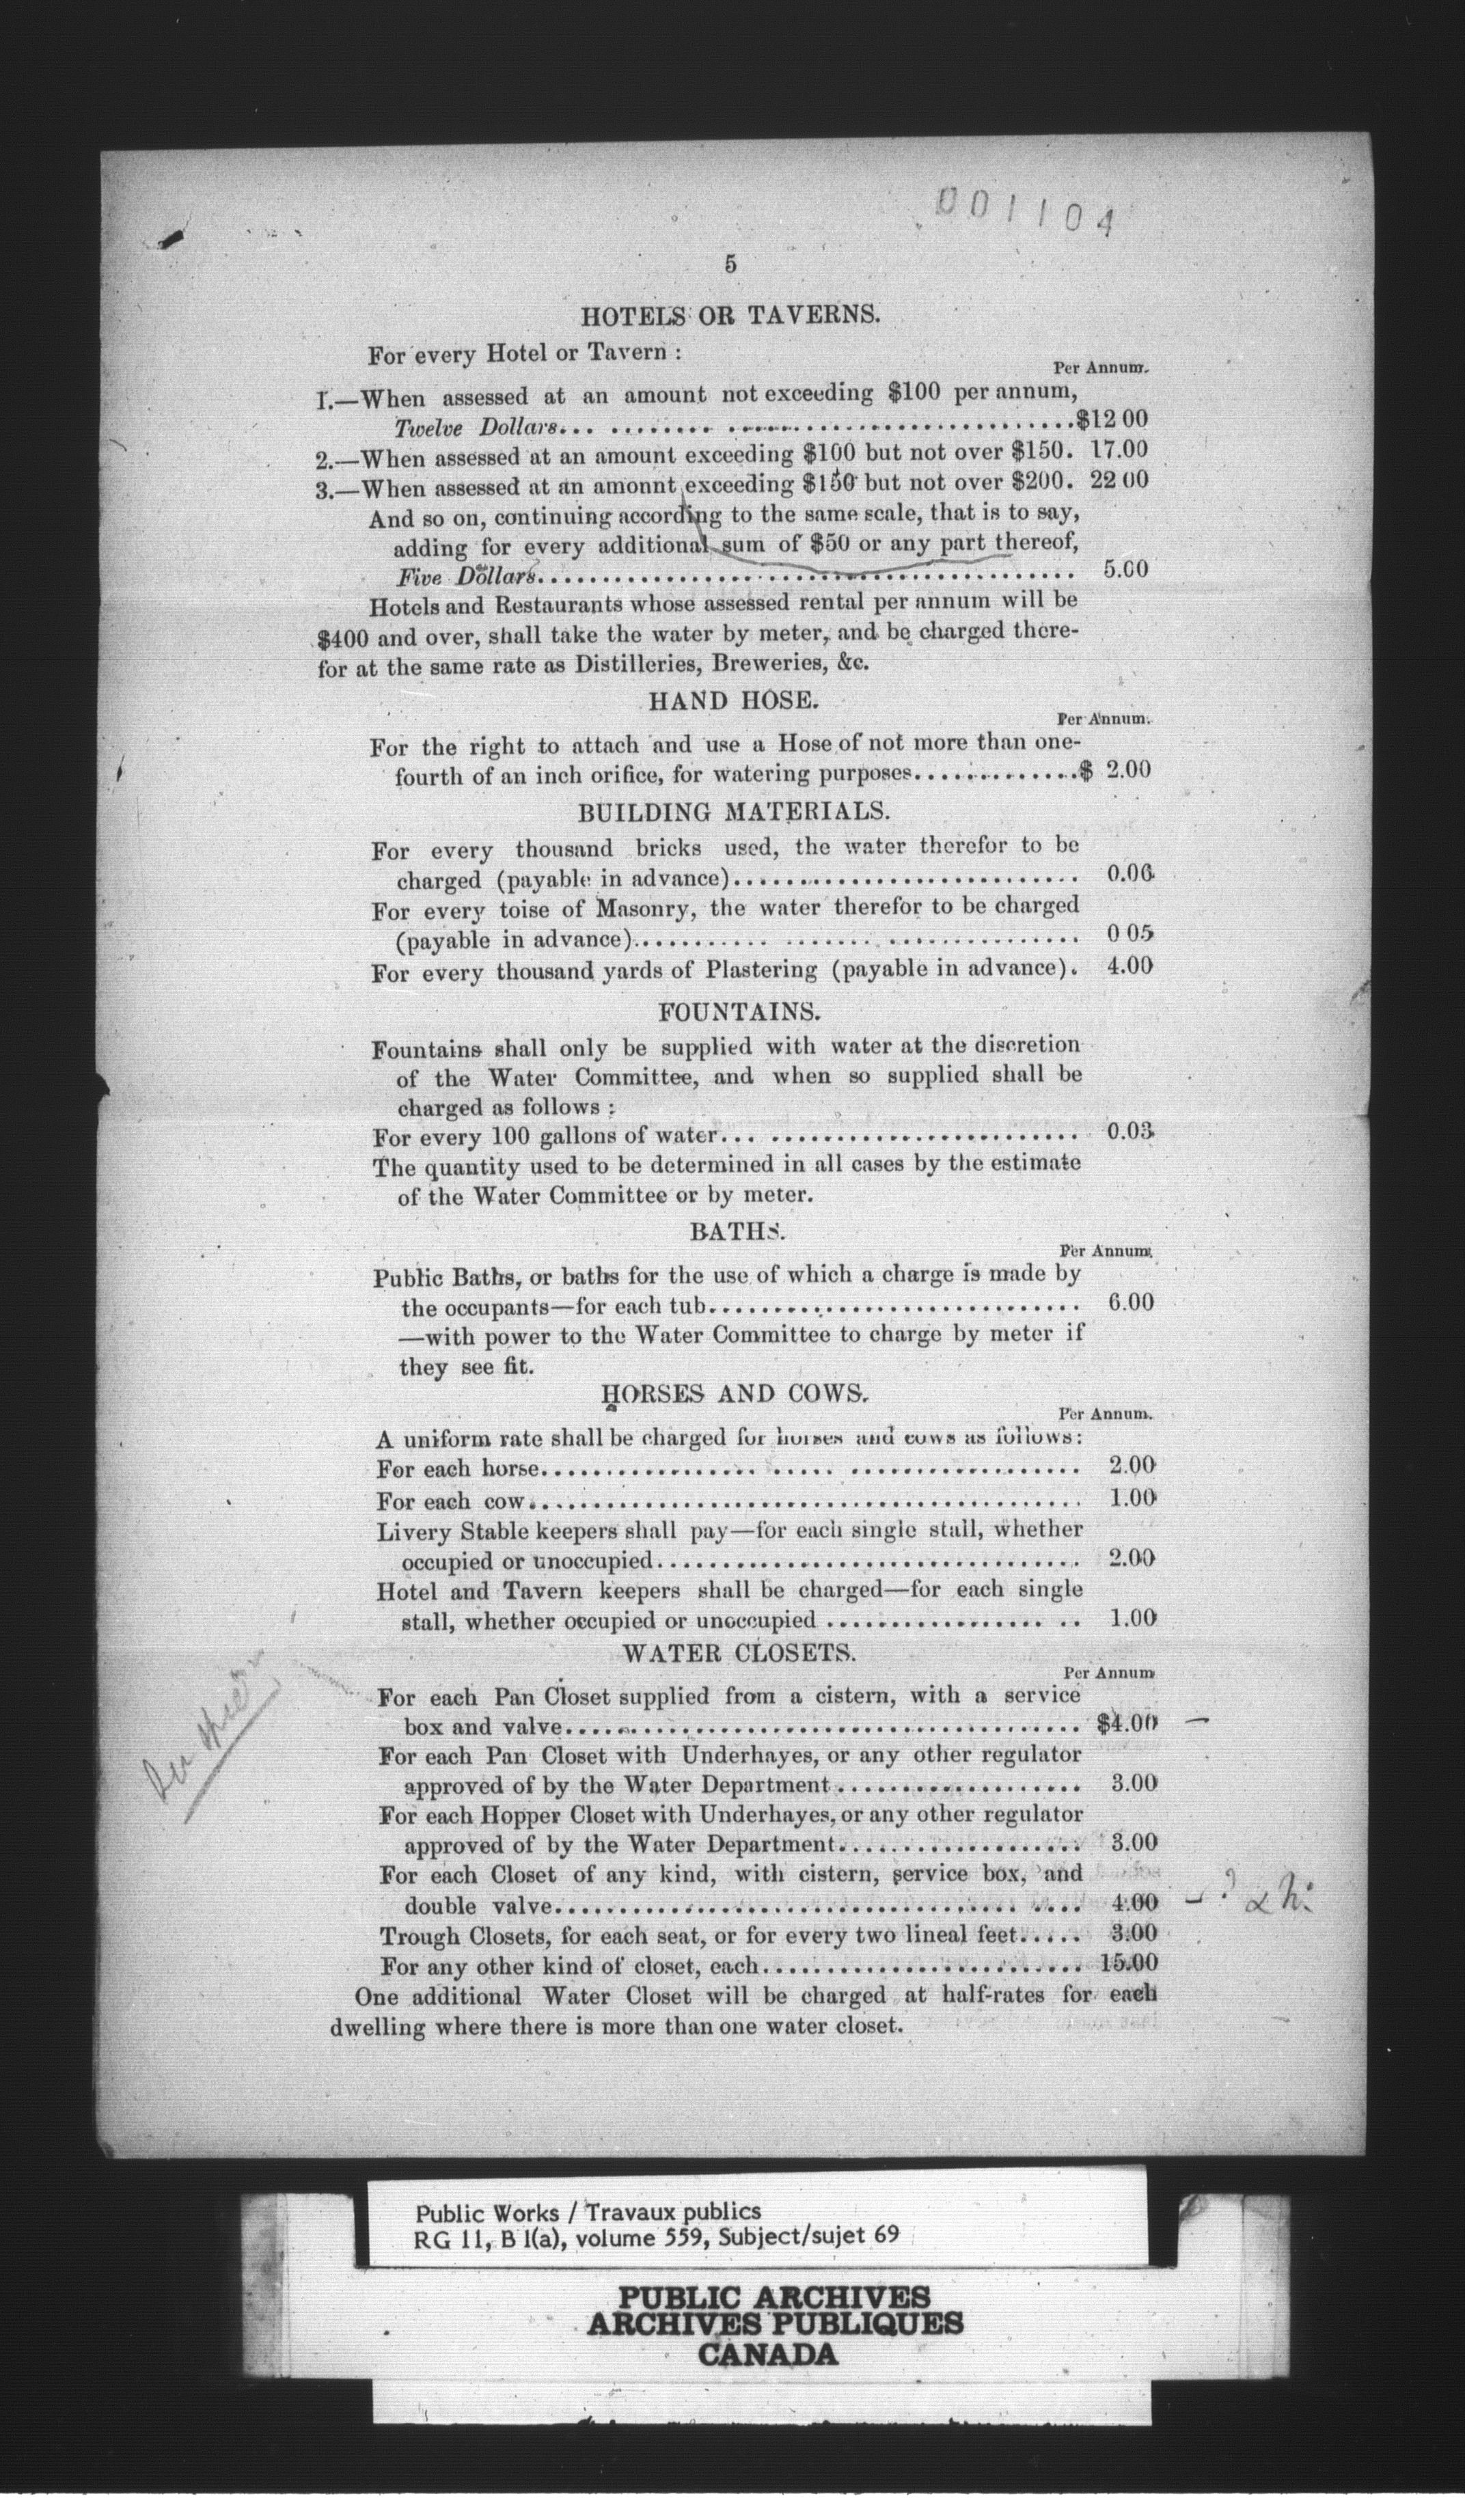 001104
5
HOTELS OR TAVERNS.
For every Hotel or Tavern :
Per Annum.
1.—When assessed at an amount not exceeding $100 per annum,
Twelve Dollars... ........ .................................$12 00
2.—When assessed at an amount exceeding $100 but not over $150. 17.00
3.—When assessed at an amonnt exceeding $150 but not over $200. 22 00
And so on, continuing according to the same scale, that is to say,
adding for every additional sum of $50 or any part thereof,
Five Dollars.......................................... 5.00
Hotels and Restaurants whose assessed rental per annum will be
$400 and over, shall take the water by meter, and be charged there-
for at the same rate as Distilleries, Breweries, &c.
HAND HOSE.
Per Annum.
For the right to attach and use a Hose of not more than one-
fourth of an inch orifice, for watering purposes.............$ 2.00
BUILDING MATERIALS.
For every thousand bricks used, the water therefor to be
charged (payable in advance)........................... 0.06
For every toise of Masonry, the water therefor to be charged
(payable in advance)........... ....... ............... 0 05
For every thousand yards of Plastering (payable in advance). 4.00
FOUNTAINS.
Fountains shall only be supplied with water at the discretion
of the Water Committee, and when so supplied shall be
charged as follows :
For every 100 gallons of water... ........................ 0.03
The quantity used to be determined in all cases by the estimate
of the Water Committee or by meter.
BATHS.
Per Annum.
Public Baths, or baths for the use of which a charge is made by
the occupants—for each tub............................. 6.00
—with power to the Water Committee to charge by meter if
they see fit.
HORSES AND COWS.
Per Annum.
A uniform rate shall be charged for horses and cows as follows:
For each horse................. ..... .................. 2.00
For each cow........................................... 1.00
Livery Stable keepers shall pay—for each single stall, whether
occupied or unoccupied................................. 2.00
Hotel and Tavern keepers shall be charged—for each single
stall, whether occupied or unoccupied ................. .. 1.00
WATER CLOSETS.
Per Annum
For each Pan Closet supplied from a cistern, with a service
box and valve........................................ $4.00 —
For each Pan Closet with Underhayes, or any other regulator
approved of by the Water Department................... 3.00
For each Hopper Closet with Underhayes, or any other regulator
approved of by the Water Department................... 3.00
For each Closet of any kind, with cistern, service box, and
double valve.................................... .... 4.00 — ?
Trough Closets, for each seat, or for every two lineal feet..... 3.00
For any other kind of closet, each......................... 15.00
One additional Water Closet will be charged at half-rates for each
dwelling where there is more than one water closet.
Public Works / Travaux publics
RG 11, B 1(a), volume 559, Subject/sujet 69
PUBLIC ARCHIVES
ARCHIVES PUBLIQUES
CANADA